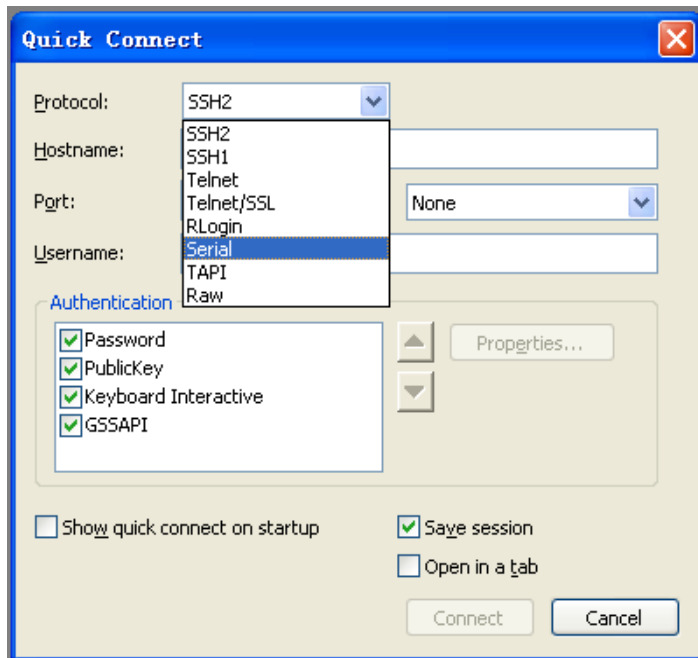 Quick Connect
Protocol: SSH2
SSH2
SSH1
Hostname:
Telnet
Telnet/SSL
Port: None
RLogin
Serial
Username:
TAPI
Raw
Authentication
Password
PublicKey
Keyboard Interactive
GSSAPI
Properties...
Show quick connect on startup
Save session
Open in a tab
Connect
Cancel